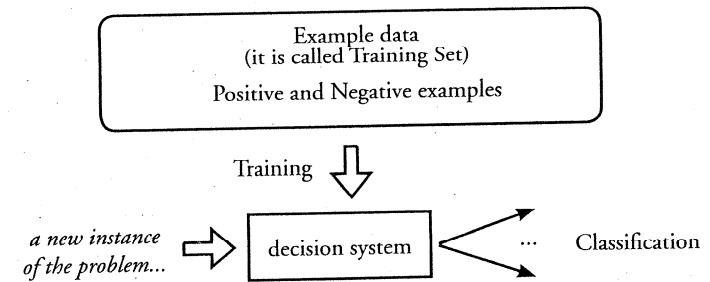 Example data
(it is called Training Set)
Positive and Negative examples
Training
a new instance
of the problem...
decision system
...
Classification